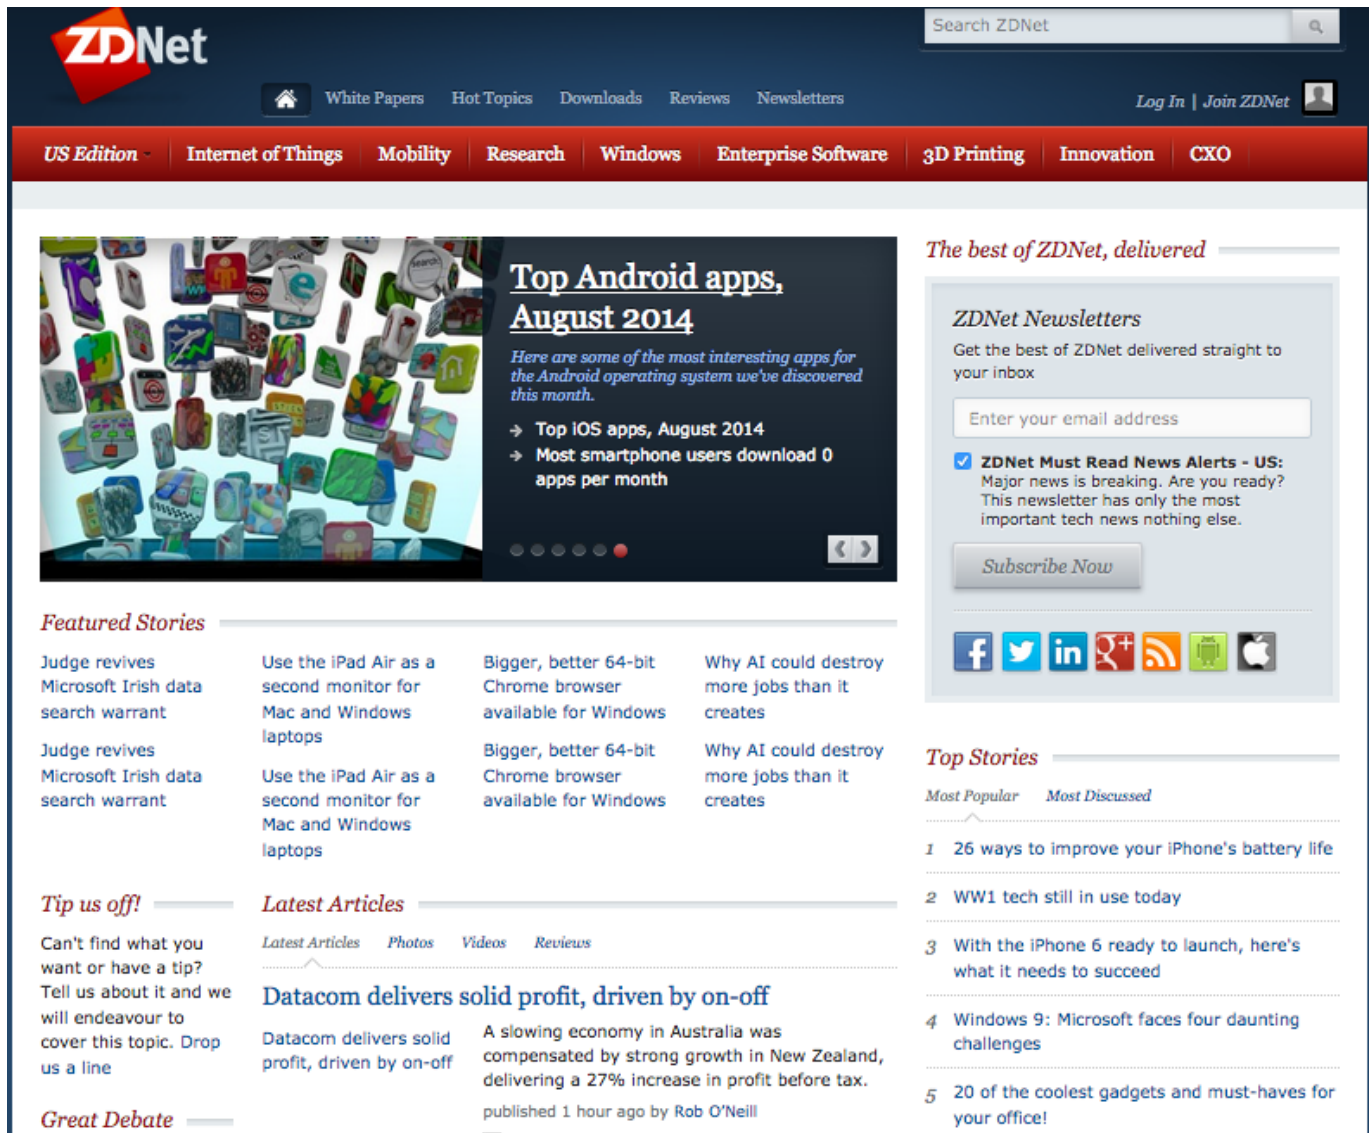 ZDNet
Search ZDNet
White Papers Hot Topics Downloads Reviews Newsletters
Log In | Join ZDNet
US Edition Internet of Things Mobility Research Windows Enterprise Software 3D Printing Innovation CXO
Top Android apps,
August 2014
Here are some of the most interesting apps for
the Android operating system we've discovered
this month.
Top iOS apps, August 2014
Most smartphone users download 0
apps per month
The best of ZDNet, delivered
ZDNet Newsletters
Get the best of ZDNet delivered straight to
your inbox
Enter your email address
ZDNet Must Read News Alerts - US:
Major news is breaking. Are you ready?
This newsletter has only the most
important tech news nothing else.
Subscribe Now
Featured Stories
Judge revives
Microsoft Irish data
search warrant
Judge revives
Microsoft Irish data
search warrant
Use the iPad Air as a
second monitor for
Mac and Windows
laptops
Use the iPad Air as a
second monitor for
Mac and Windows
laptops
Bigger, better 64-bit
Chrome browser
available for Windows
Bigger, better 64-bit
Chrome browser
available for Windows
Why AI could destroy
more jobs than it
creates
Why AI could destroy
more jobs than it
creates
Top Stories
Most Popular Most Discussed
1 26 ways to improve your iPhone's battery life
2 WW1 tech still in use today
3 With the iPhone 6 ready to launch, here's
what it needs to succeed
4 Windows 9: Microsoft faces four daunting
challenges
5 20 of the coolest gadgets and must-haves for
your office!
Tip us off!
Can't find what you
want or have a tip?
Tell us about it and we
will endeavour to
cover this topic. Drop
us a line
Great Debate
Latest Articles
Latest Articles Photos Videos Reviews
Datacom delivers solid profit, driven by on-off
Datacom delivers solid
profit, driven by on-off
A slowing economy in Australia was
compensated by strong growth in New Zealand,
delivering a 27% increase in profit before tax.
published 1 hour ago by Rob O'Neill